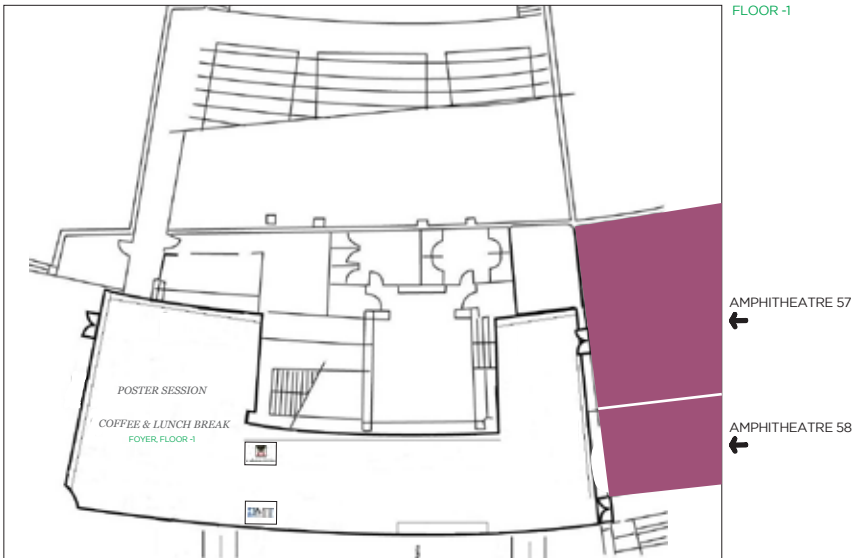 FLOOR -1
AMPHITHEATRE 57
POSTER SESSION
COFFEE & LUNCH BREAK
FOYER, FLOOR -1
AMPHITHEATRE 58